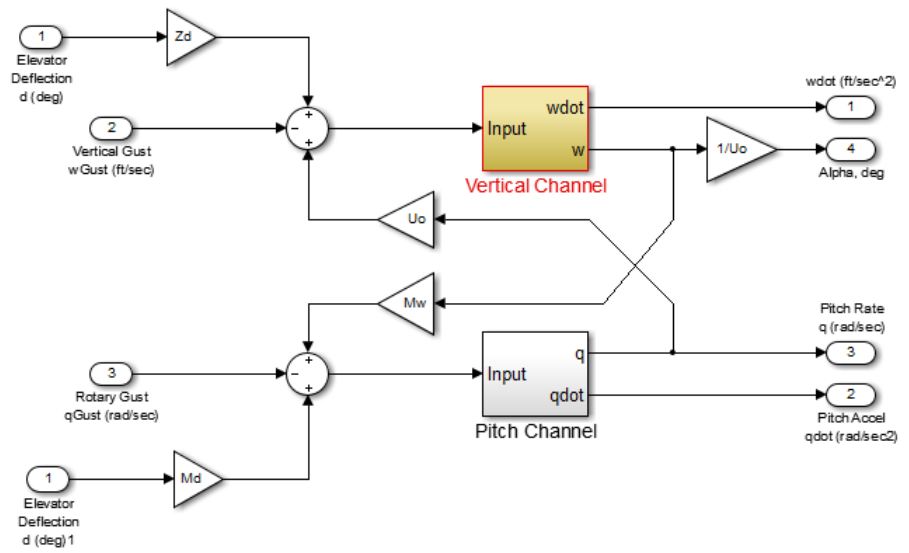 1
Elevator
Deflection
d (deg)
Zd
2
Vertical Gust
wGust (ft/sec)
+
−
+
Input
wdot
w
Vertical Channel
wdot (ft/sec^2)
1
1/Uo
4
Alpha, deg
Uo
Mw
3
Rotary Gust
qGust (rad/sec)
+
−
+
Input
q
qdot
Pitch Channel
Pitch Rate
q (rad/sec)
3
2
Pitch Accel
qdot (rad/sec2)
1
Elevator
Deflection
d (deg)1
Md